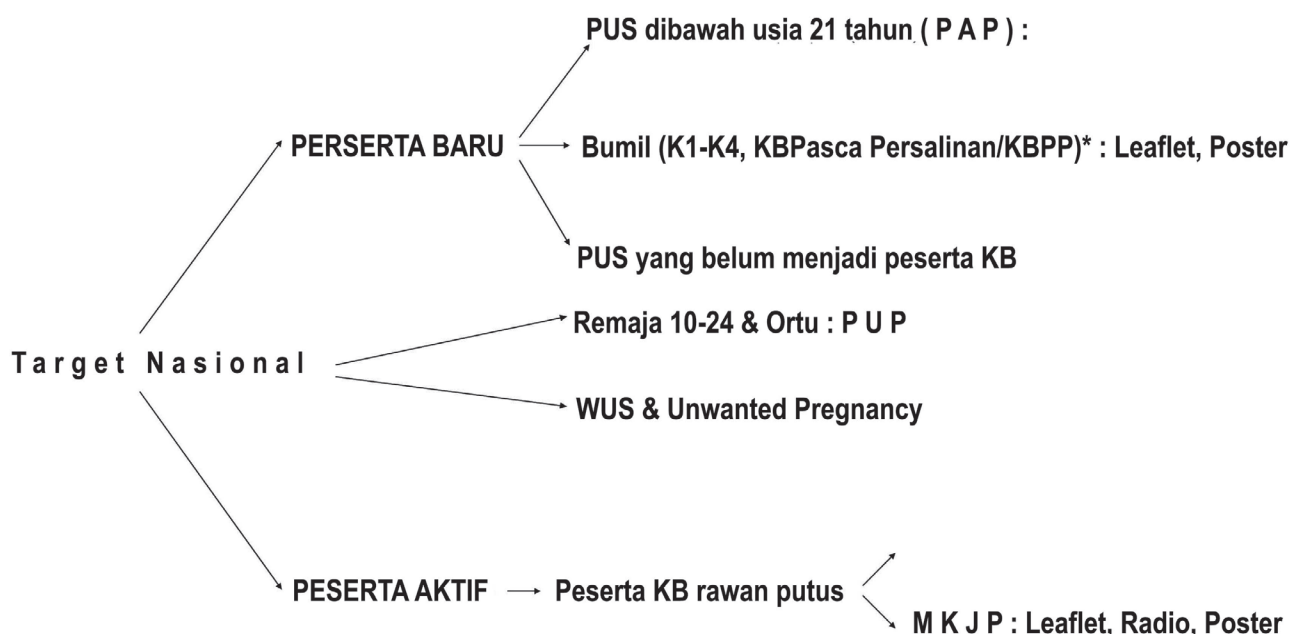 PUS dibawah usia 21 tahun ( P A P ) :
PERSERTA BARU
Bumil (K1-K4, KBPasca Persalinan/KBPP)* : Leaflet, Poster
PUS yang belum menjadi peserta KB
Remaja 10-24 & Ortu : P U P
Target Nasional
WUS & Unwanted Pregnancy
PESERTA AKTIF
Peserta KB rawan putus
M K J P : Leaflet, Radio, Poster